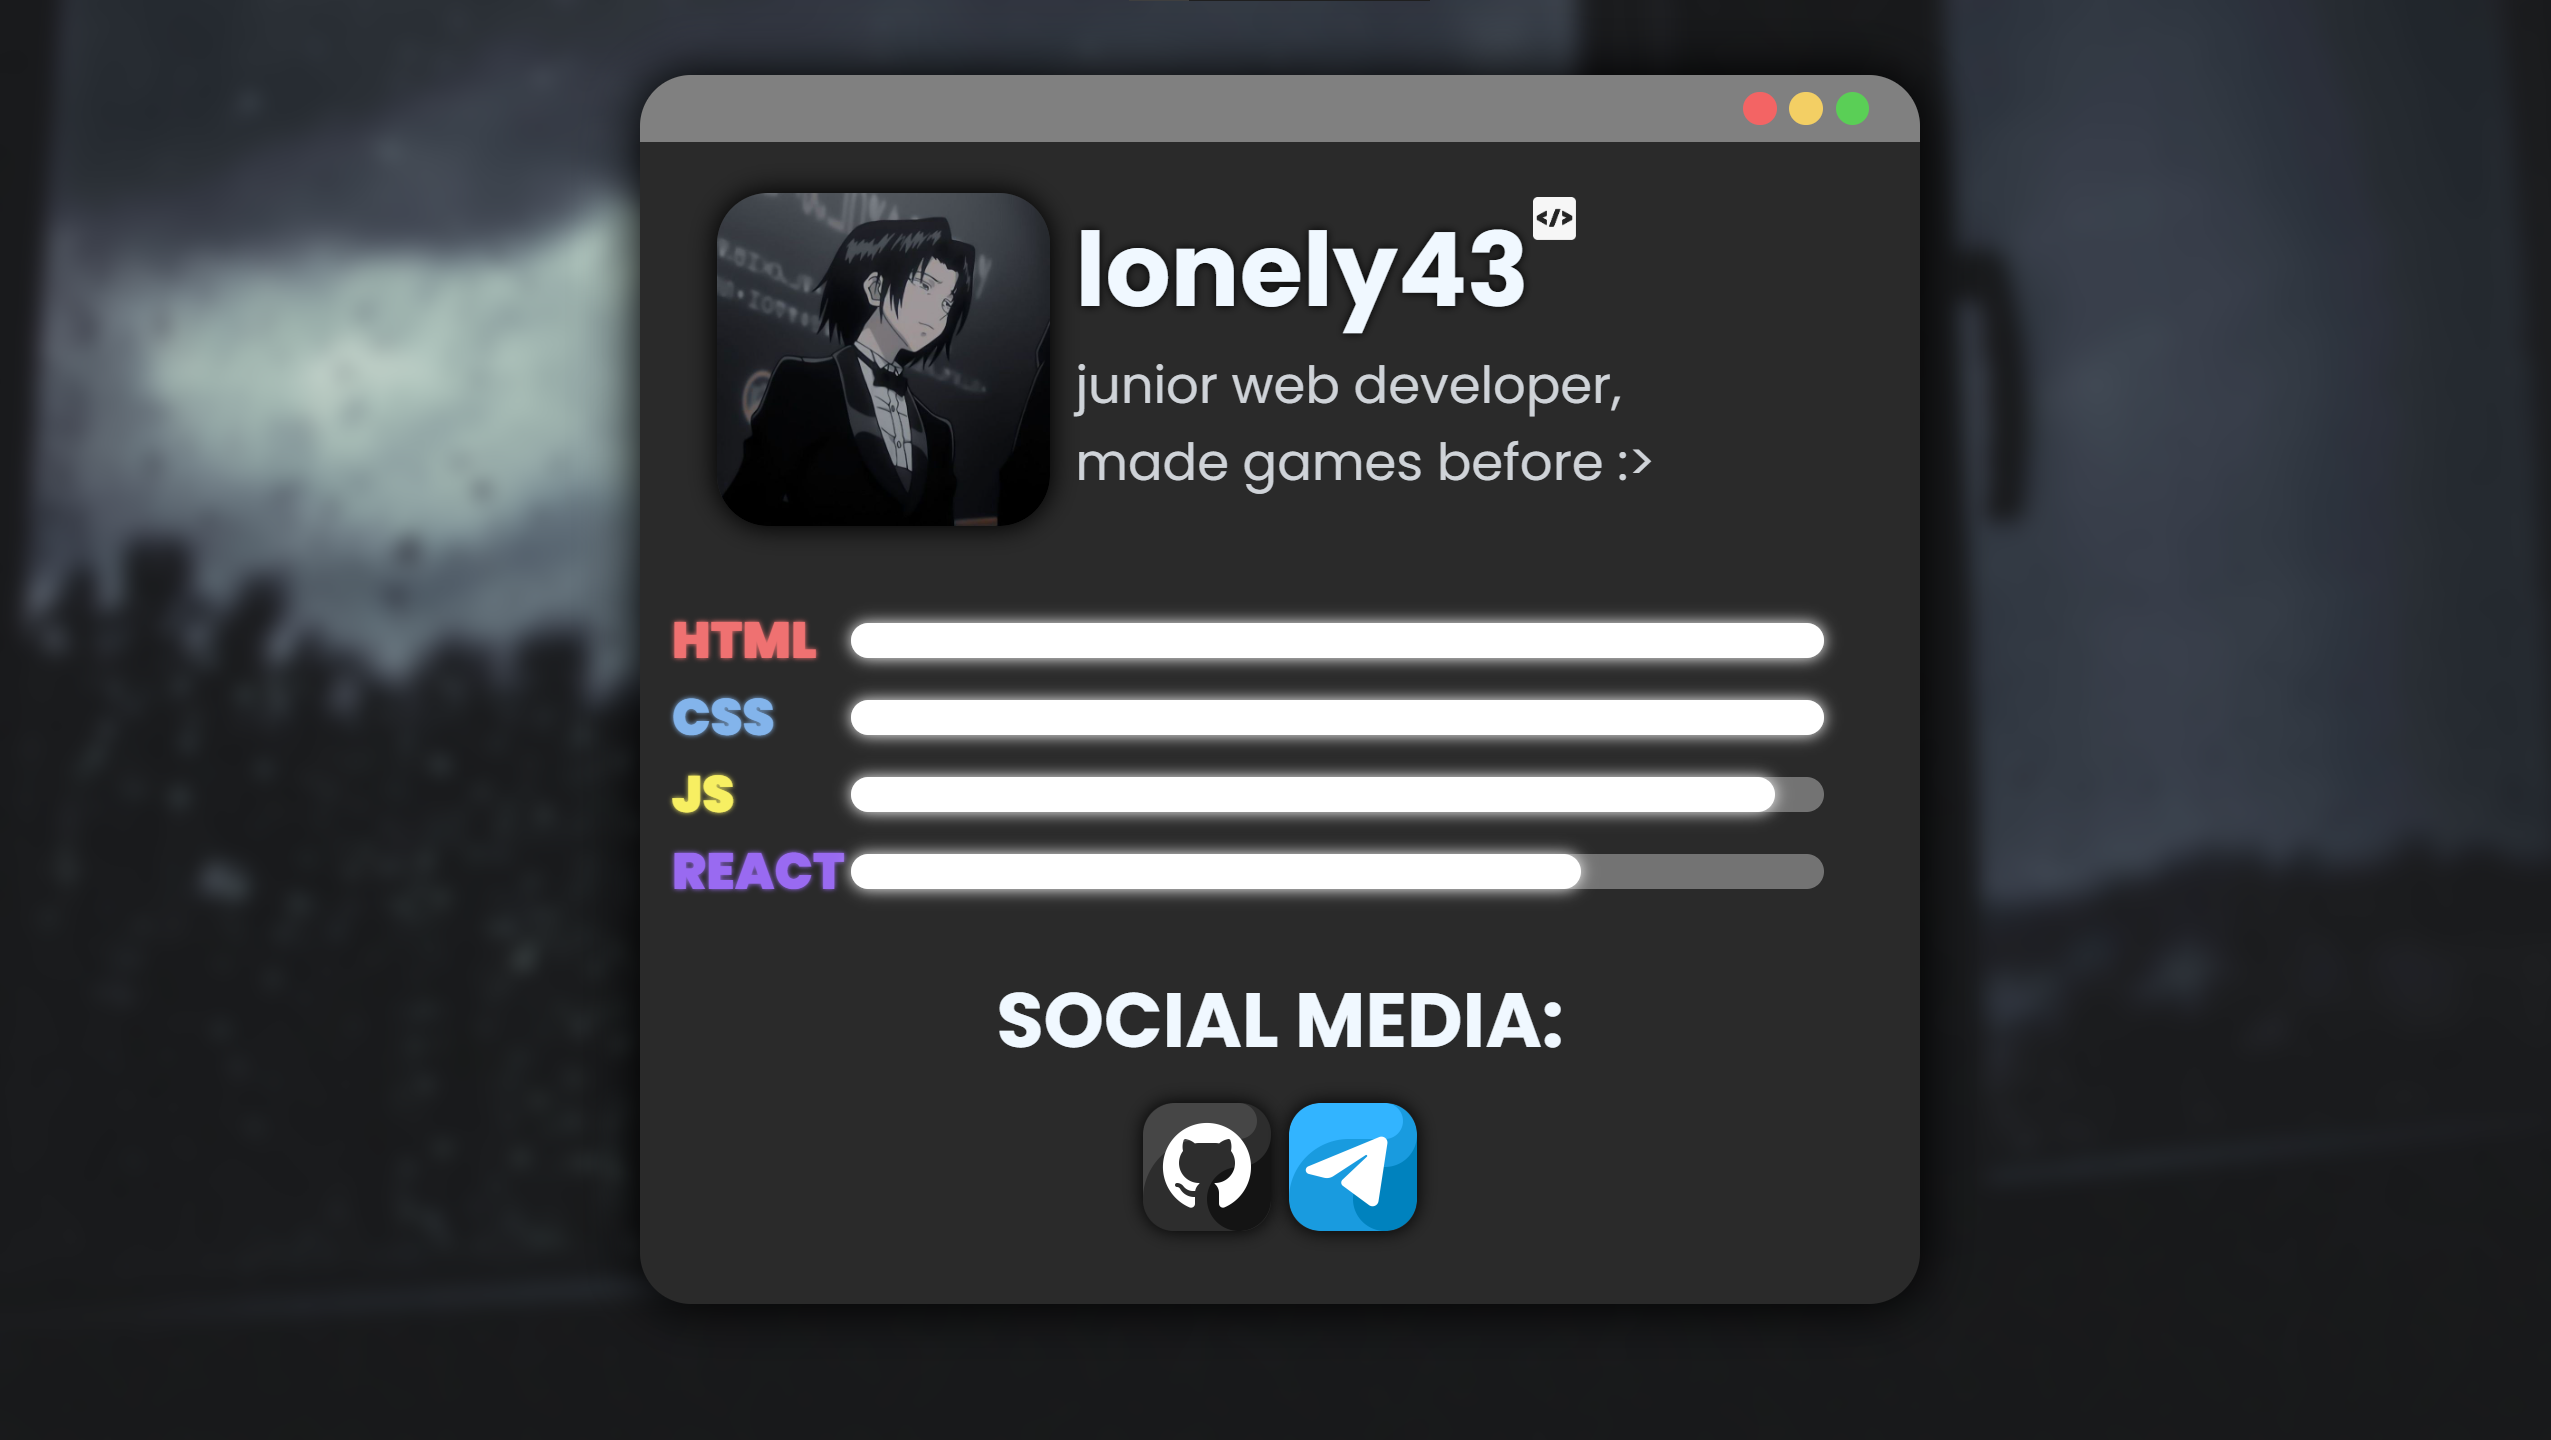 lonely43
</>
junior web developer,
made games before :>
HTML
CSS
JS
REACT
SOCIAL MEDIA: